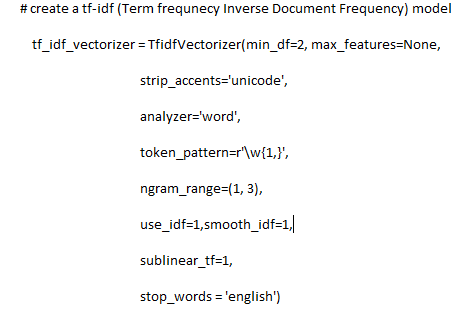 # create a tf-idf (Term frequnecy Inverse Document Frequency) model
tf_idf_vectorizer = TfidfVectorizer(min_df=2, max_features=None,
strip_accents='unicode',
analyzer='word',
token_pattern=r'\w{1,}',
ngram_range=(1, 3),
use_idf=1,smooth_idf=1,
sublinear_tf=1,
stop_words = 'english')